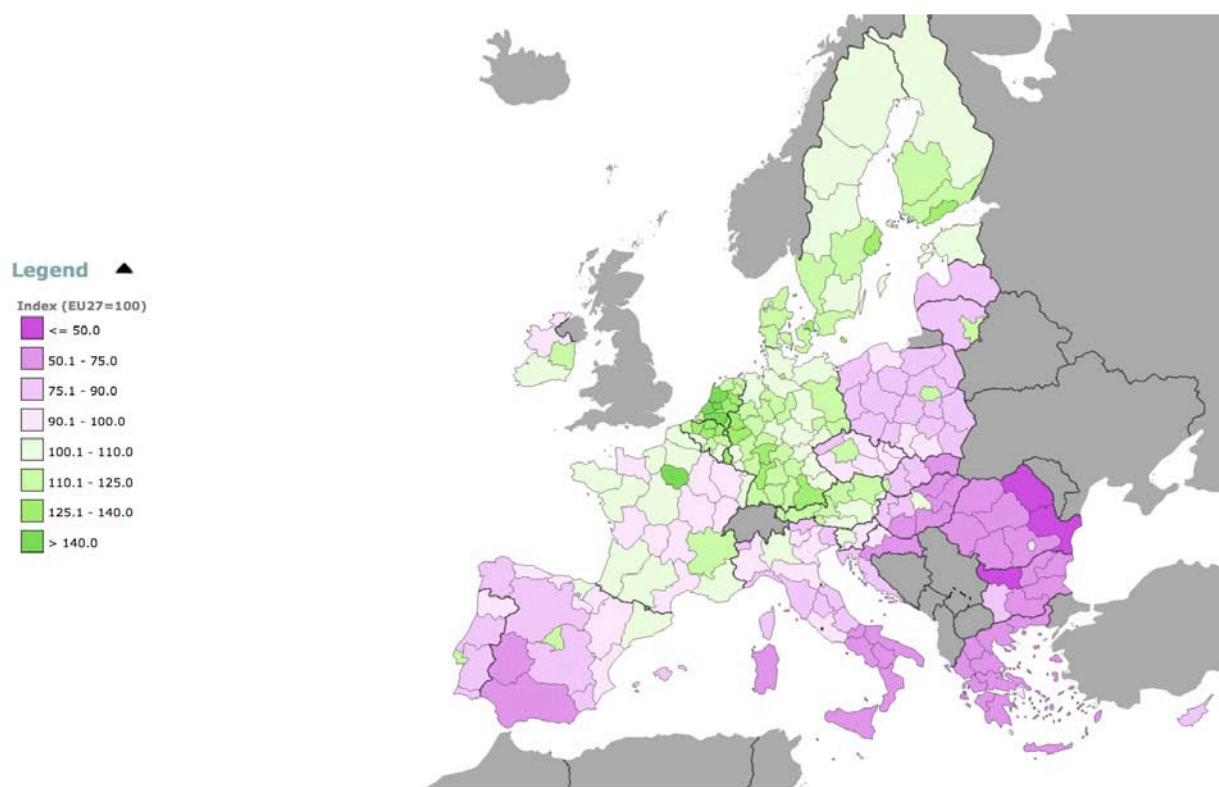 Legend ▲
Index (EU27=100)
<= 50.0
50.1 - 75.0
75.1 - 90.0
90.1 - 100.0
100.1 - 110.0
110.1 - 125.0
125.1 - 140.0
> 140.0